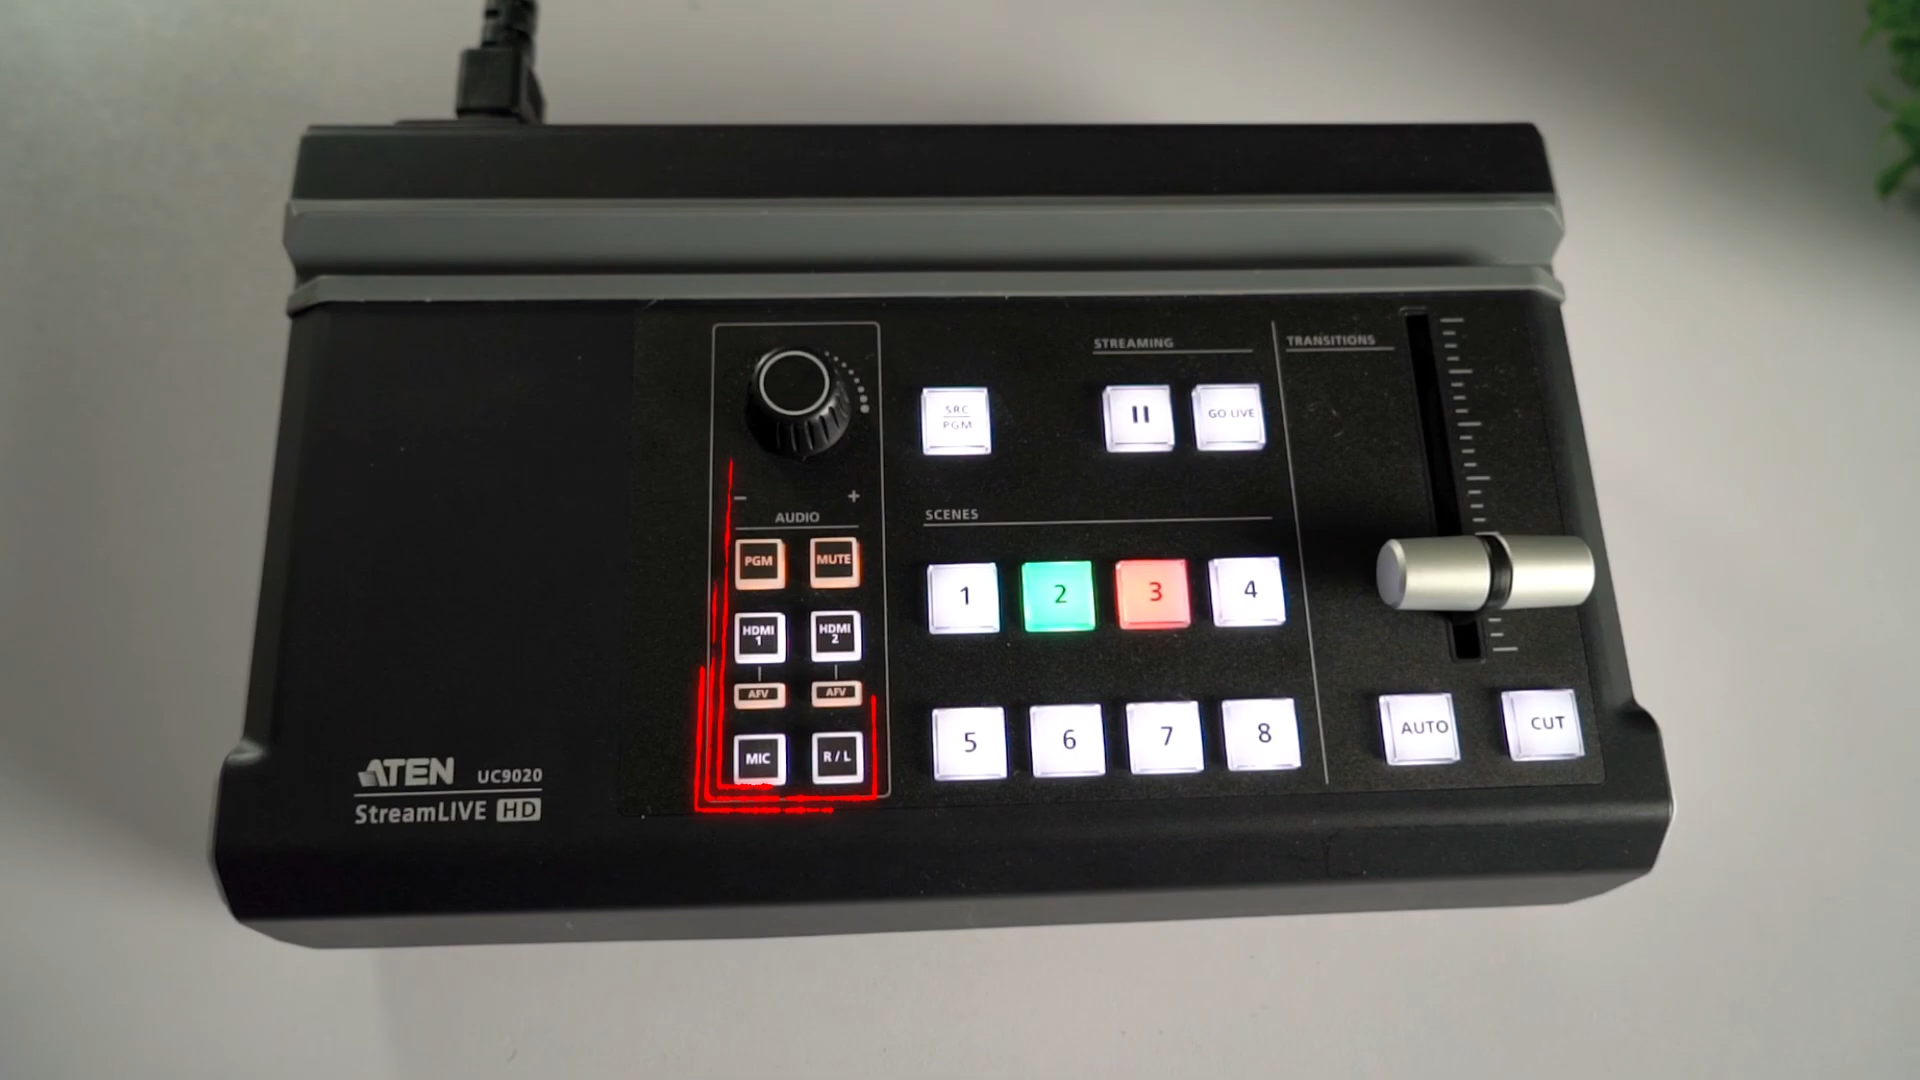 STREAMING
TRANSITIONS
SRC
PGM
GO LIVE
- +
AUDIO
SCENES
PGM MUTE
HDMI 1 HDMI 2
1 2 3 4
AFV AFV
MIC R / L
5 6 7 8
AUTO CUT
ATEN UC9020
StreamLIVE HD